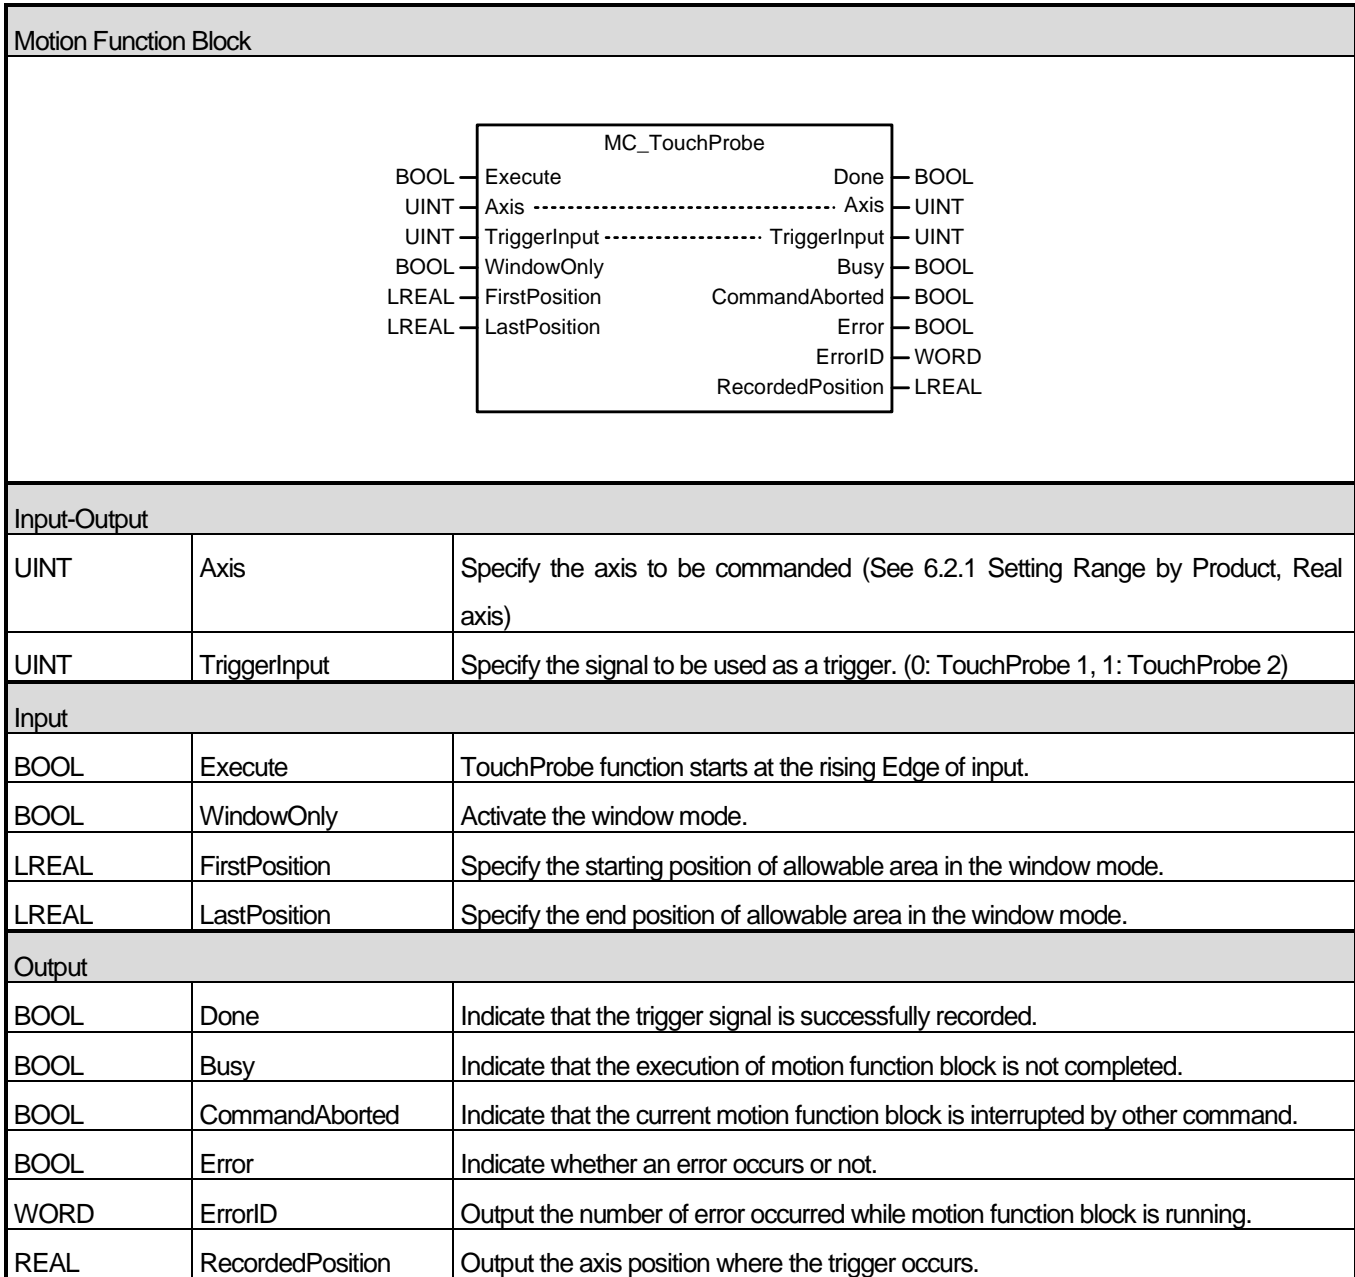 Motion Function Block
MC_TouchProbe
BOOL Execute Done BOOL
UINT Axis Axis UINT
UINT TriggerInput TriggerInput UINT
BOOL WindowOnly Busy BOOL
LREAL FirstPosition CommandAborted BOOL
LREAL LastPosition Error BOOL
ErrorID WORD
RecordedPosition LREAL
Input-Output
UINT Axis Specify the axis to be commanded (See 6.2.1 Setting Range by Product, Real
axis)
UINT TriggerInput Specify the signal to be used as a trigger. (0: TouchProbe 1, 1: TouchProbe 2)
Input
BOOL Execute TouchProbe function starts at the rising Edge of input.
BOOL WindowOnly Activate the window mode.
LREAL FirstPosition Specify the starting position of allowable area in the window mode.
LREAL LastPosition Specify the end position of allowable area in the window mode.
Output
BOOL Done Indicate that the trigger signal is successfully recorded.
BOOL Busy Indicate that the execution of motion function block is not completed.
BOOL CommandAborted Indicate that the current motion function block is interrupted by other command.
BOOL Error Indicate whether an error occurs or not.
WORD ErrorID Output the number of error occurred while motion function block is running.
REAL RecordedPosition Output the axis position where the trigger occurs.